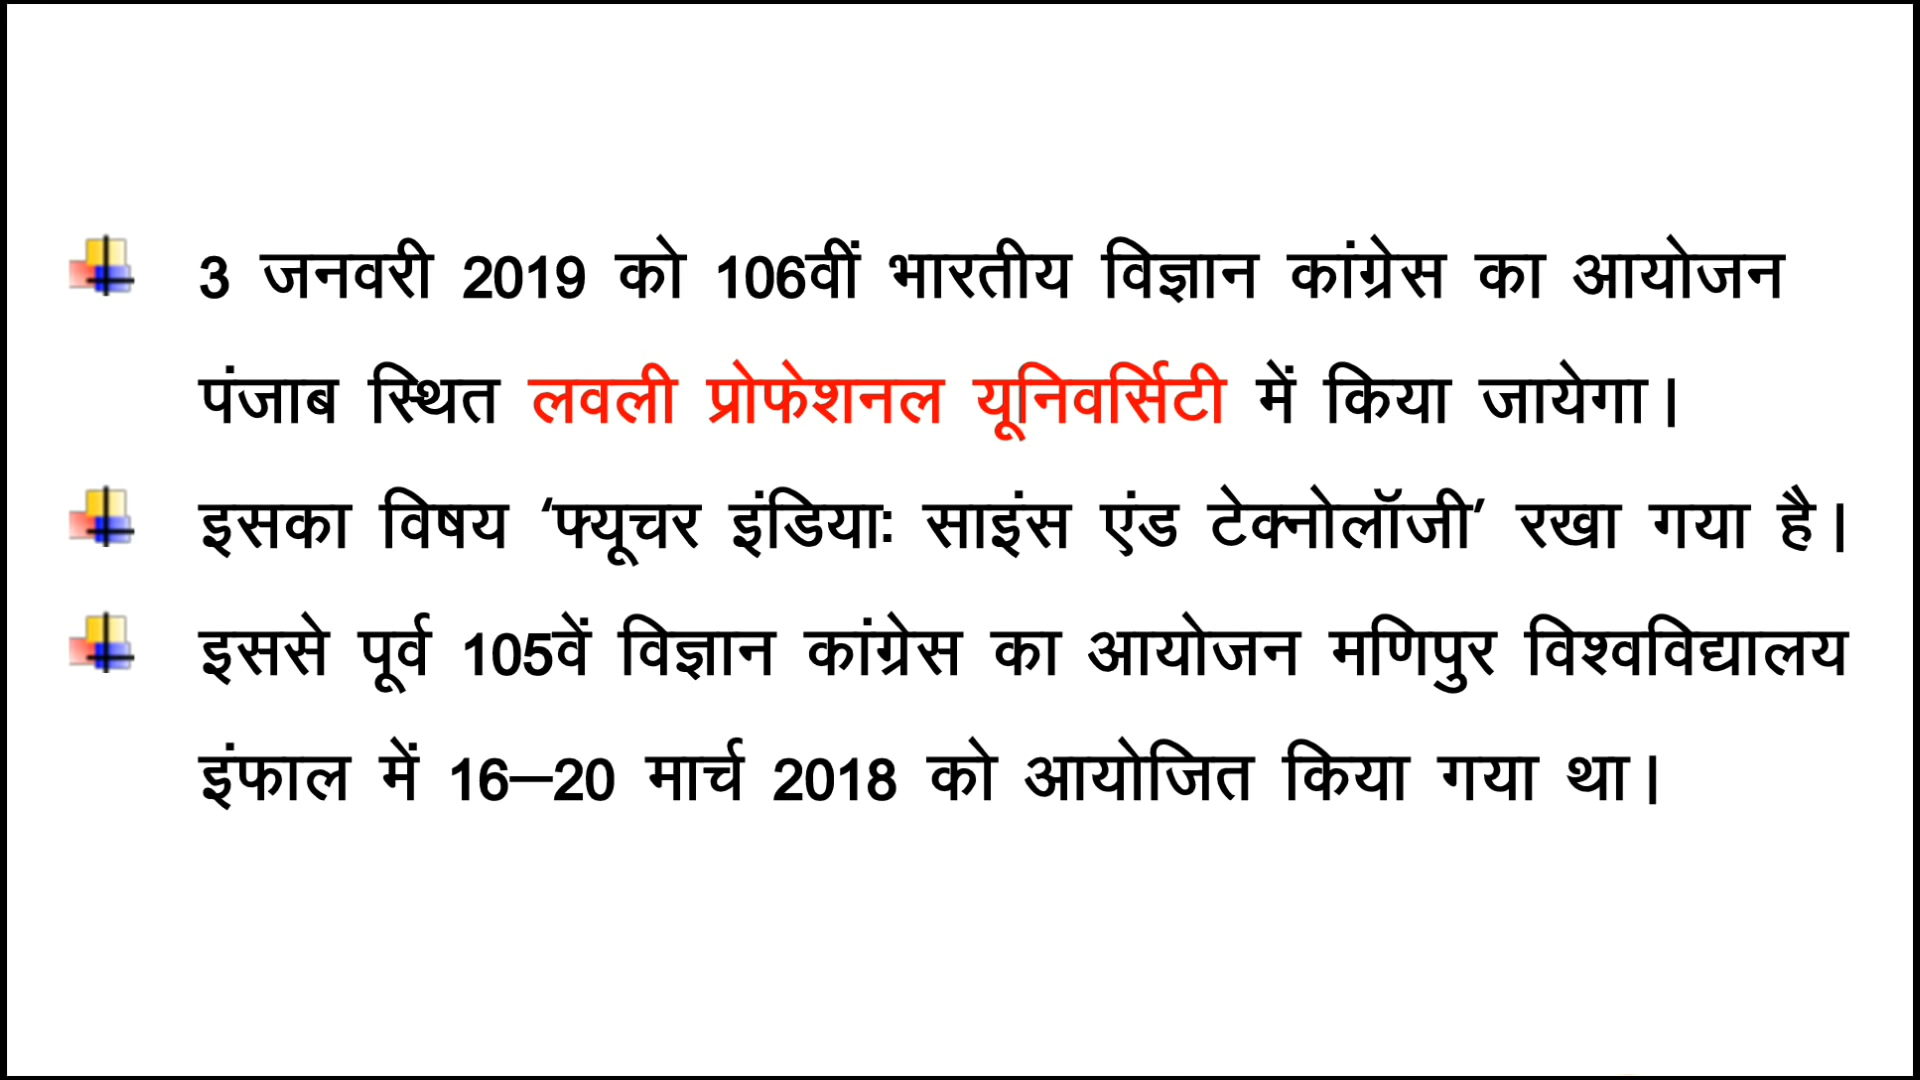 3 जनवरी 2019 को 106वीं भारतीय विज्ञान कांग्रेस का आयोजन
पंजाब स्थित लवली प्रोफेशनल यूनिवर्सिटी में किया जायेगा।
इसका विषय ‘फ्यूचर इंडियाः साइंस एंड टेक्नोलॉजी’ रखा गया है।
इससे पूर्व 105वें विज्ञान कांग्रेस का आयोजन मणिपुर विश्वविद्यालय
इंफाल में 16–20 मार्च 2018 को आयोजित किया गया था।